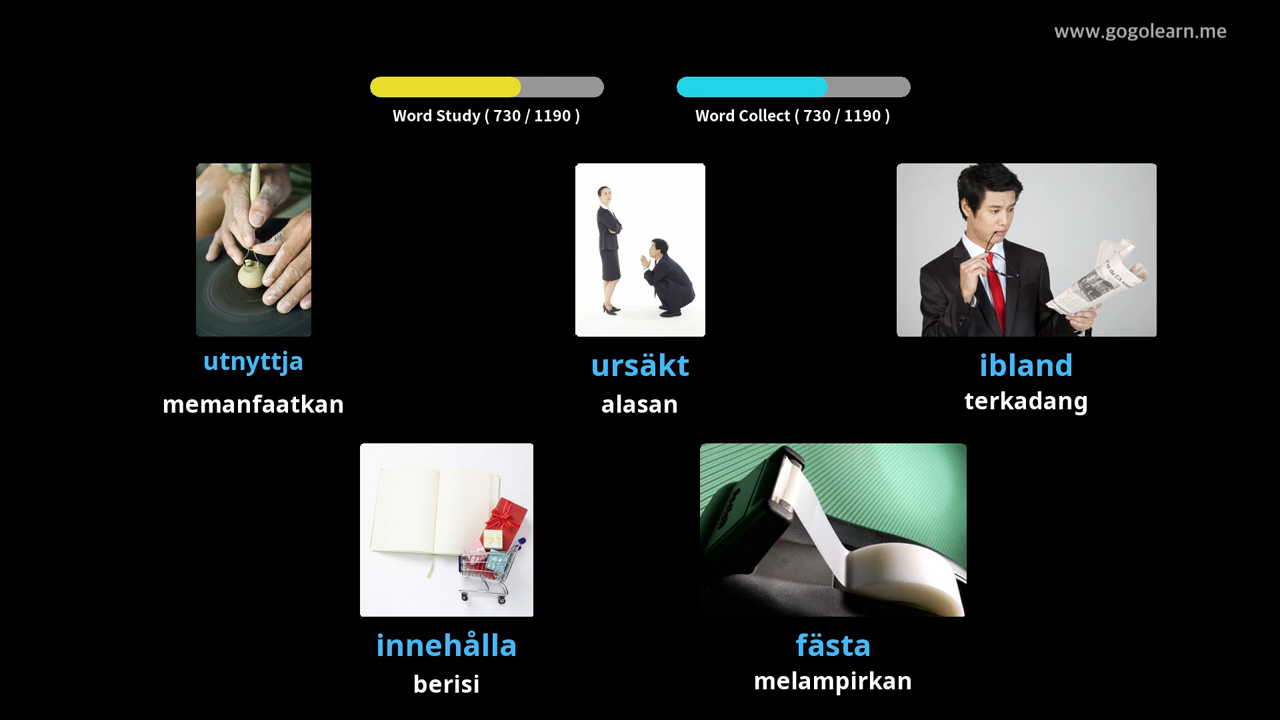 www.gogolearn.me
Word Study ( 730 / 1190 )
Word Collect ( 730 / 1190 )
utnyttja
memanfaatkan
ursäkt
alasan
ibland
terkadang
innehålla
berisi
fästa
melampirkan